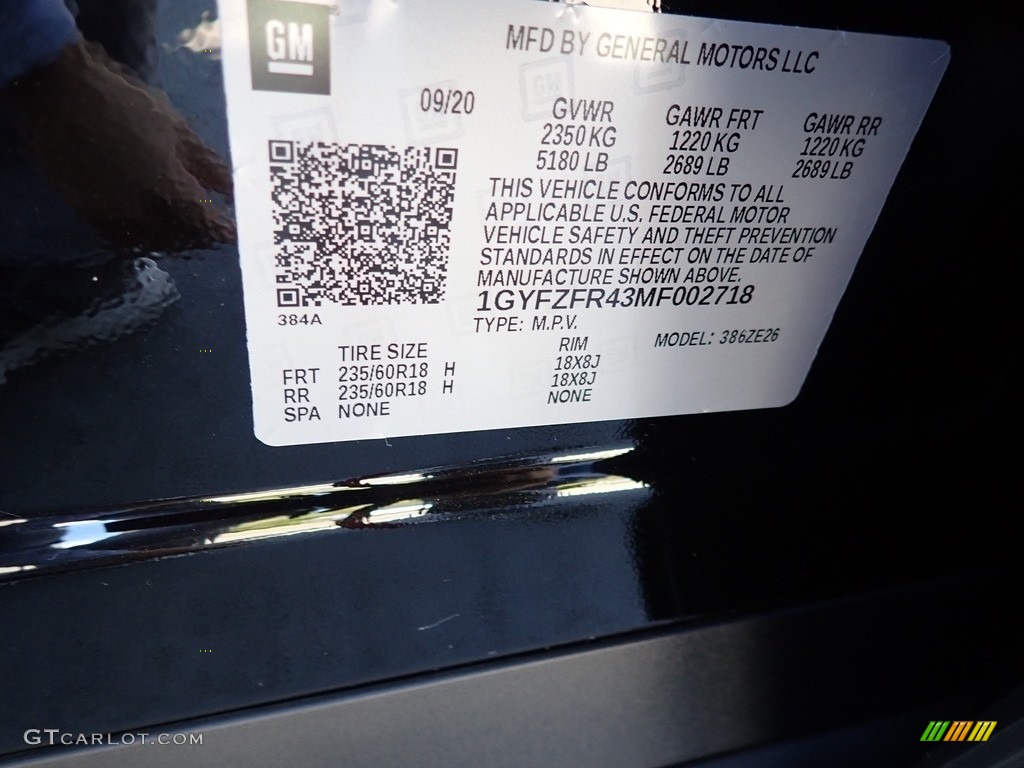 GM
MFD BY GENERAL MOTORS LLC
09/20
GVWR GAWR FRT GAWR RR
2350 KG 1220 KG 1220 KG
5180 LB 2689 LB 2689 LB
THIS VEHICLE CONFORMS TO ALL
APPLICABLE U.S. FEDERAL MOTOR
VEHICLE SAFETY AND THEFT PREVENTION
STANDARDS IN EFFECT ON THE DATE OF
MANUFACTURE SHOWN ABOVE.
1GYFZFR43MF002718
384A
TYPE: M.P.V. MODEL: 386ZE26
TIRE SIZE RIM
FRT 235/60R18 H 18X8J
RR 235/60R18 H 18X8J
SPA NONE NONE
GTCARLOT.COM